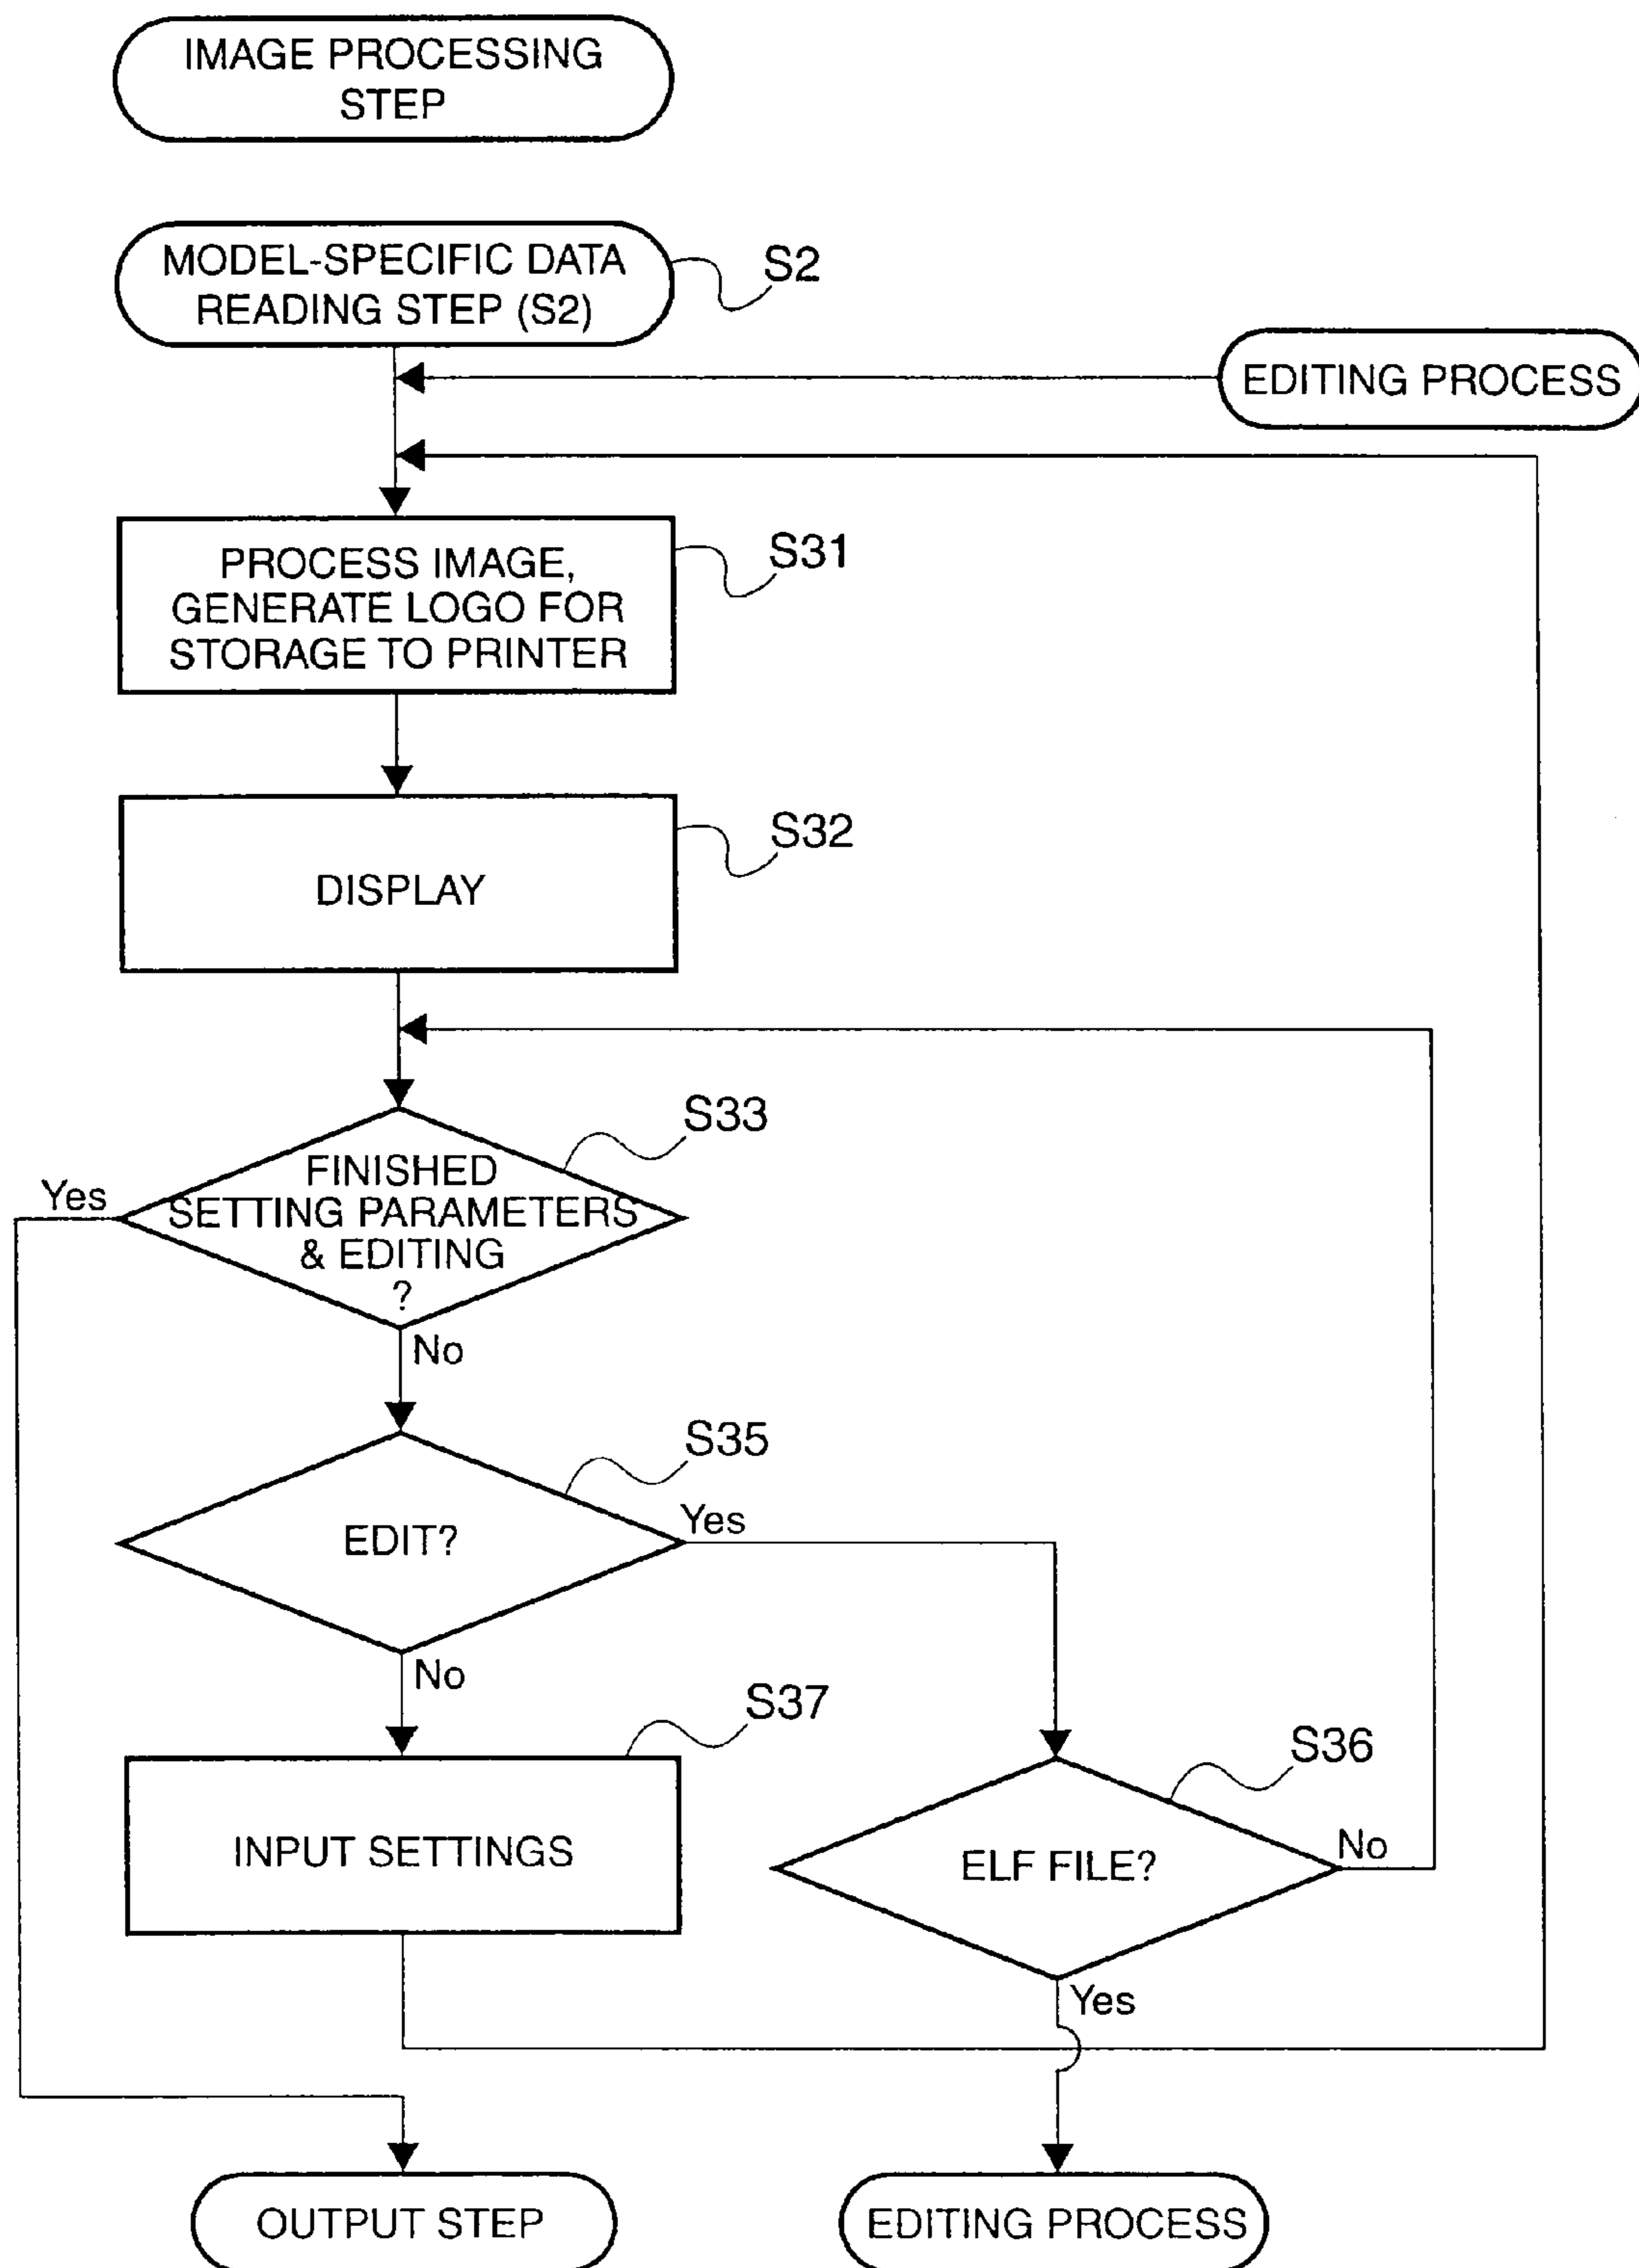 IMAGE PROCESSING
STEP
MODEL-SPECIFIC DATA
READING STEP (S2)
S2
EDITING PROCESS
PROCESS IMAGE,
GENERATE LOGO FOR
STORAGE TO PRINTER
S31
DISPLAY
S32
S33
FINISHED
SETTING PARAMETERS
& EDITING
?
Yes
No
S35
EDIT?
Yes
No
S37
INPUT SETTINGS
S36
ELF FILE?
No
Yes
OUTPUT STEP
EDITING PROCESS